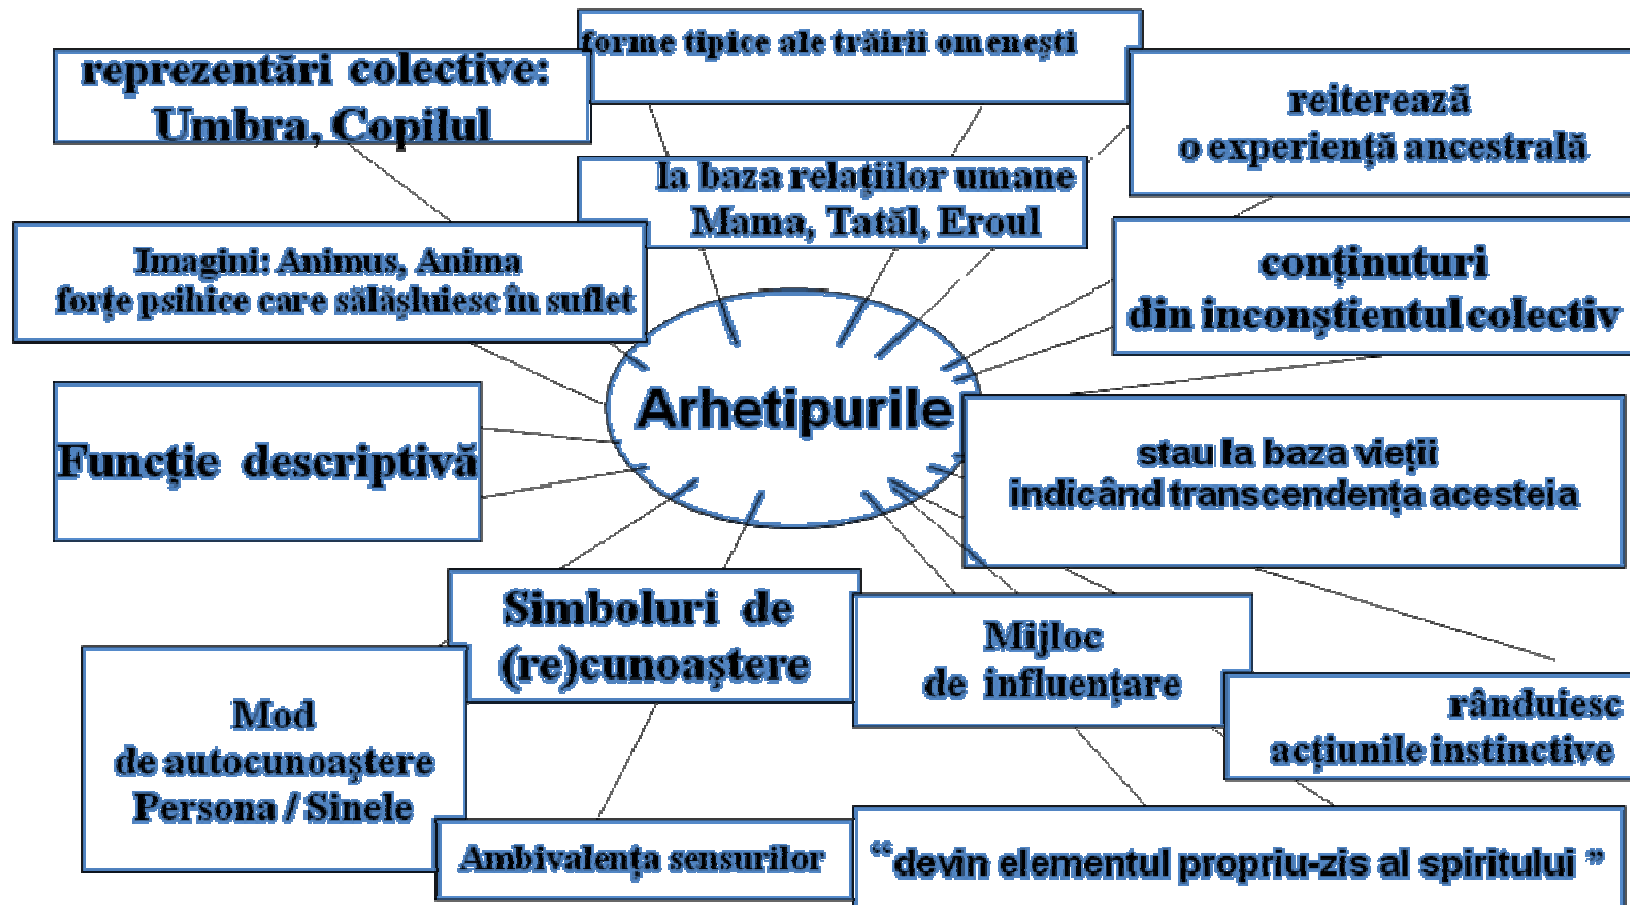 forme tipice ale trăirii omenești
reprezentări colective:
Umbra, Copilul
reiterează
o experiență ancestrală
la baza relațiilor umane
Mama, Tatăl, Eroul
Imagini: Animus, Anima
forțe psihice care sălășluiesc în suflet
conținuturi
din inconștientul colectiv
Arhetipurile
Funcție descriptivă
stau la baza vieții
indicând transcendența acesteia
Simboluri de
(re)cunoaștere
Mijloc
de influențare
Mod
de autocunoaștere
Persona / Sinele
rânduiesc
acțiunile instinctive
Ambivalența sensurilor
“devin elementul propriu-zis al spiritului ”